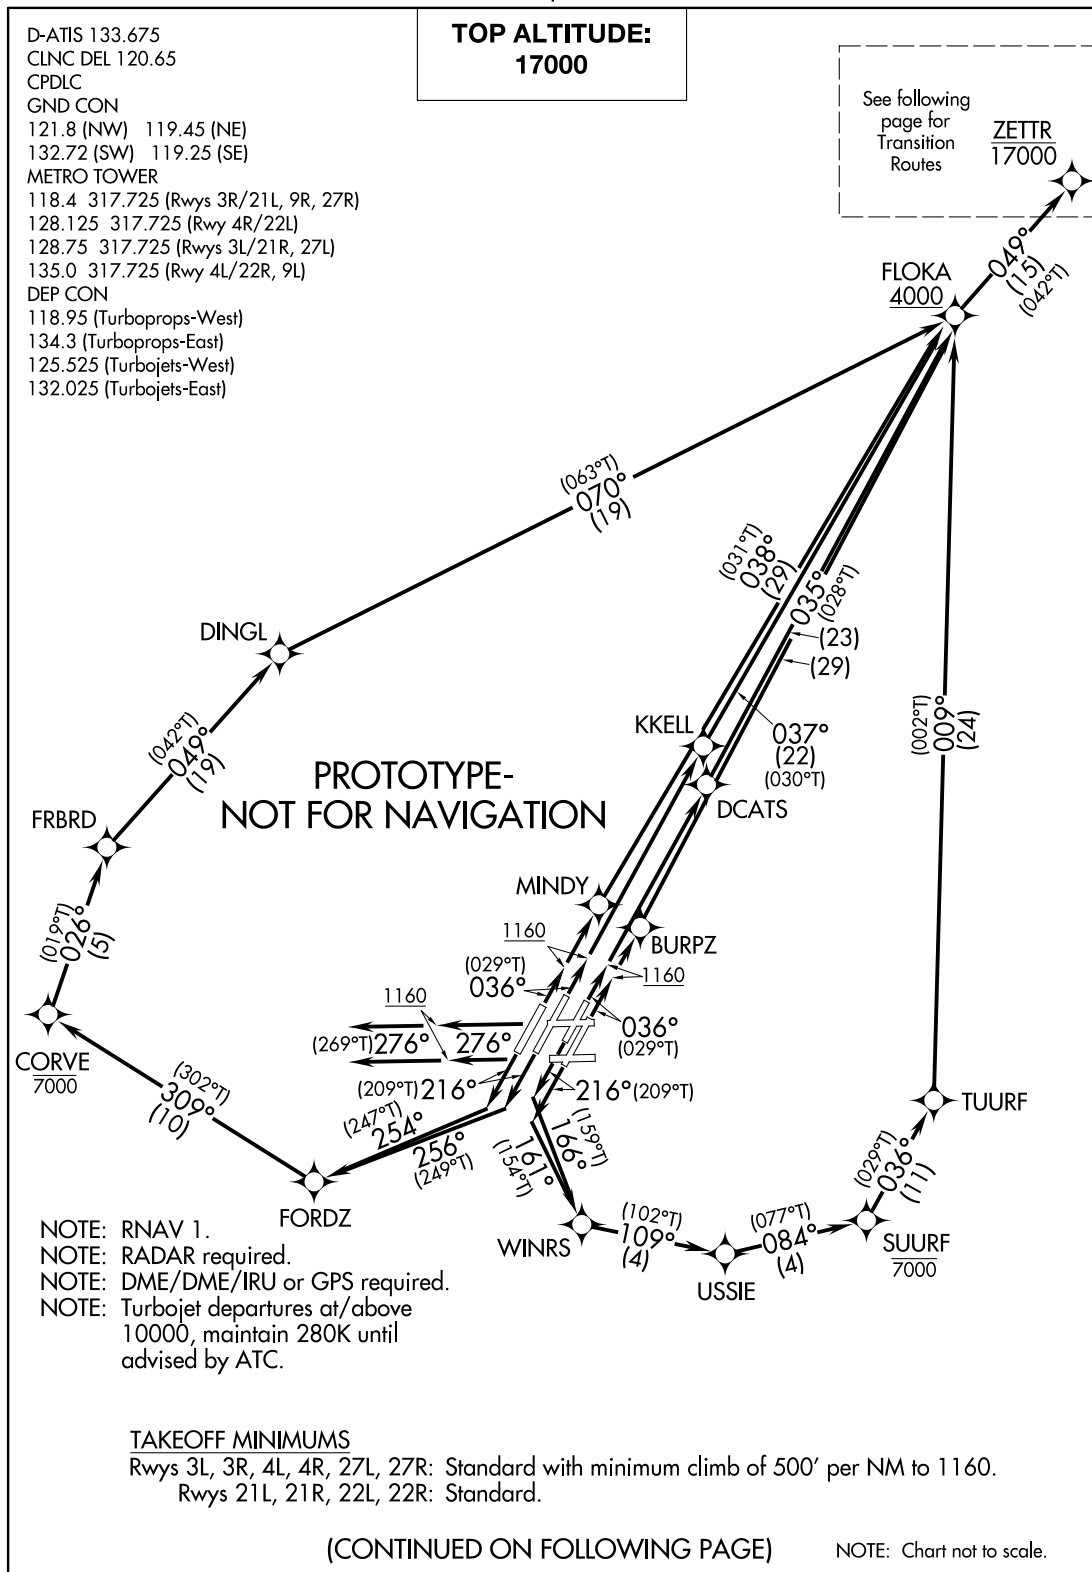 TOP ALTITUDE:
17000
D-ATIS 133.675
CLNC DEL 120.65
CPDLC
GND CON
121.8 (NW) 119.45 (NE)
132.72 (SW) 119.25 (SE)
METRO TOWER
118.4 317.725 (Rwys 3R/21L, 9R, 27R)
128.125 317.725 (Rwy 4R/22L)
128.75 317.725 (Rwys 3L/21R, 27L)
135.0 317.725 (Rwy 4L/22R, 9L)
DEP CON
118.95 (Turboprops-West)
134.3 (Turboprops-East)
125.525 (Turbojets-West)
132.025 (Turbojets-East)
See following
page for
Transition
Routes
ZETTR
17000
049°
(15)
(042°T)
FLOKA
4000
(063°T)
070°
(19)
(031°T)
038°
(29)
035°
(028°T)
(23)
(29)
DINGL
(042°T)
049°
(19)
KKELL
037°
(22)
(030°T)
DCATS
(002°T)
009°
(24)
PROTOTYPE-
NOT FOR NAVIGATION
FRBRD
MINDY
BURPZ
(019°T)
026°
(5)
1160
1160
(029°T)
036°
036°
(029°T)
1160
(269°T) 276°
276°
CORVE
7000
(302°T)
309°
(10)
(209°T) 216°
216° (209°T)
(247°T)
254°
256°
(249°T)
(159°T)
166°
161°
(154°T)
TUURF
(029°T)
036°
(11)
FORDZ
WINRS
(102°T)
109°
(4)
USSIE
(077°T)
084°
(4)
SUURF
7000
NOTE: RNAV 1.
NOTE: RADAR required.
NOTE: DME/DME/IRU or GPS required.
NOTE: Turbojet departures at/above
10000, maintain 280K until
advised by ATC.
TAKEOFF MINIMUMS
Rwys 3L, 3R, 4L, 4R, 27L, 27R: Standard with minimum climb of 500' per NM to 1160.
Rwys 21L, 21R, 22L, 22R: Standard.
(CONTINUED ON FOLLOWING PAGE)
NOTE: Chart not to scale.